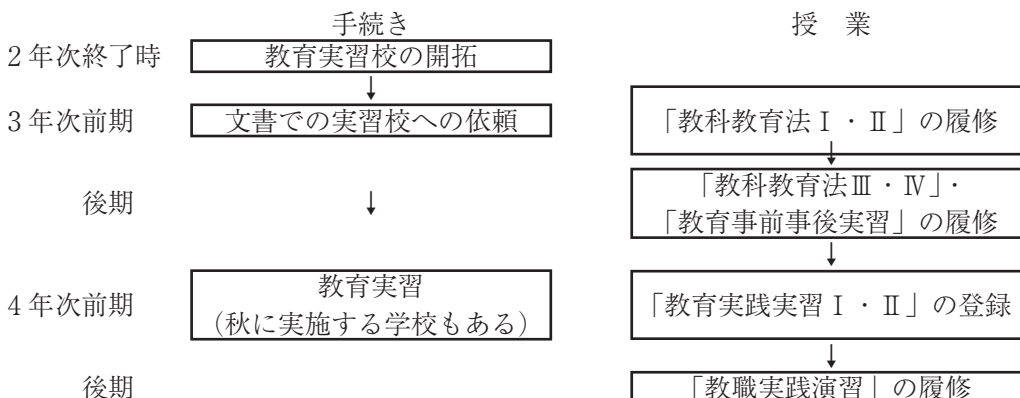 手続き
授　業
2年次終了時
教育実習校の開拓
↓
3年次前期
文書での実習校への依頼
「教科教育法Ⅰ・Ⅱ」の履修
↓
後期
↓
「教科教育法Ⅲ・Ⅳ」・
「教育事前事後実習」の履修
↓
4年次前期
教育実習
（秋に実施する学校もある）
「教育実践実習Ⅰ・Ⅱ」の登録
↓
後期
「教職実践演習」の履修